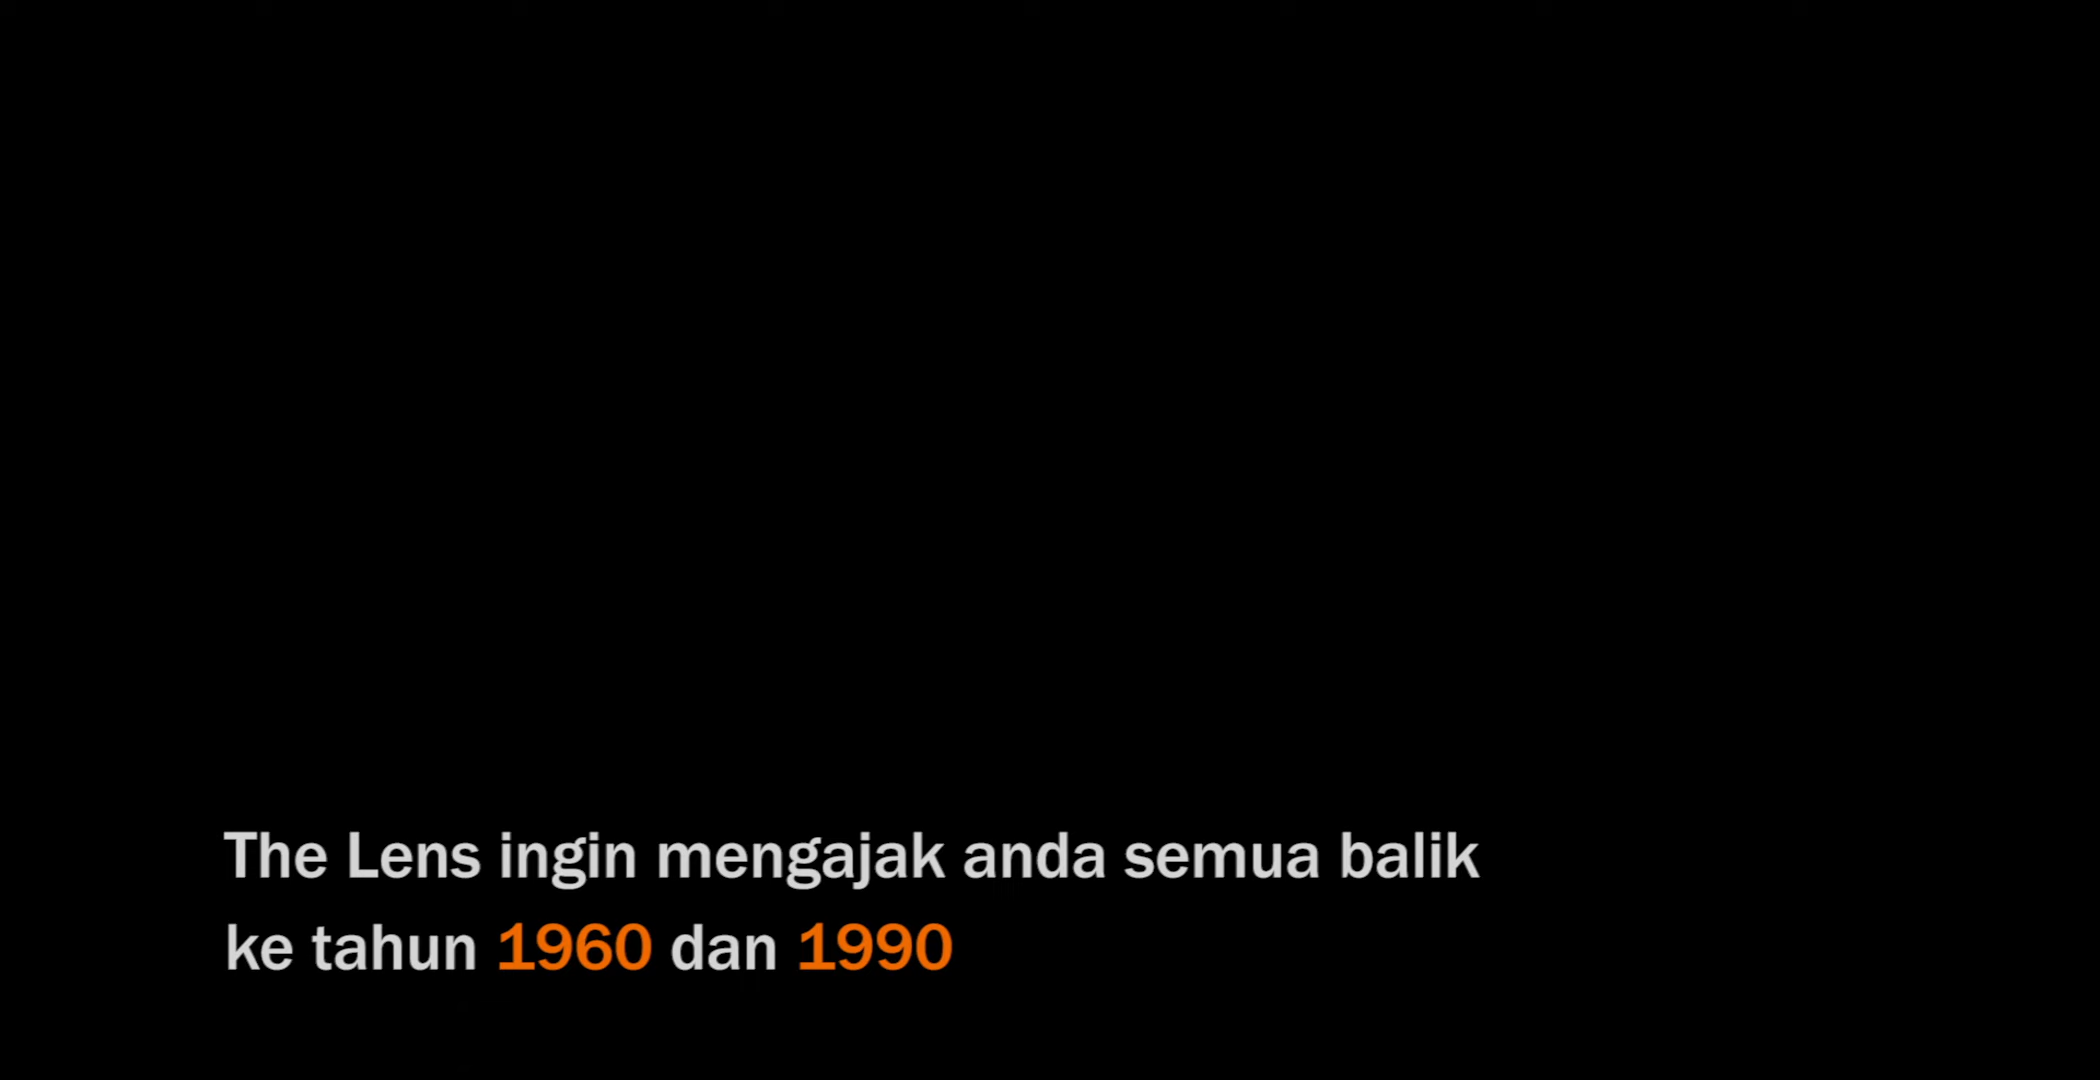 The Lens ingin mengajak anda semua balik
ke tahun 1960 dan 1990